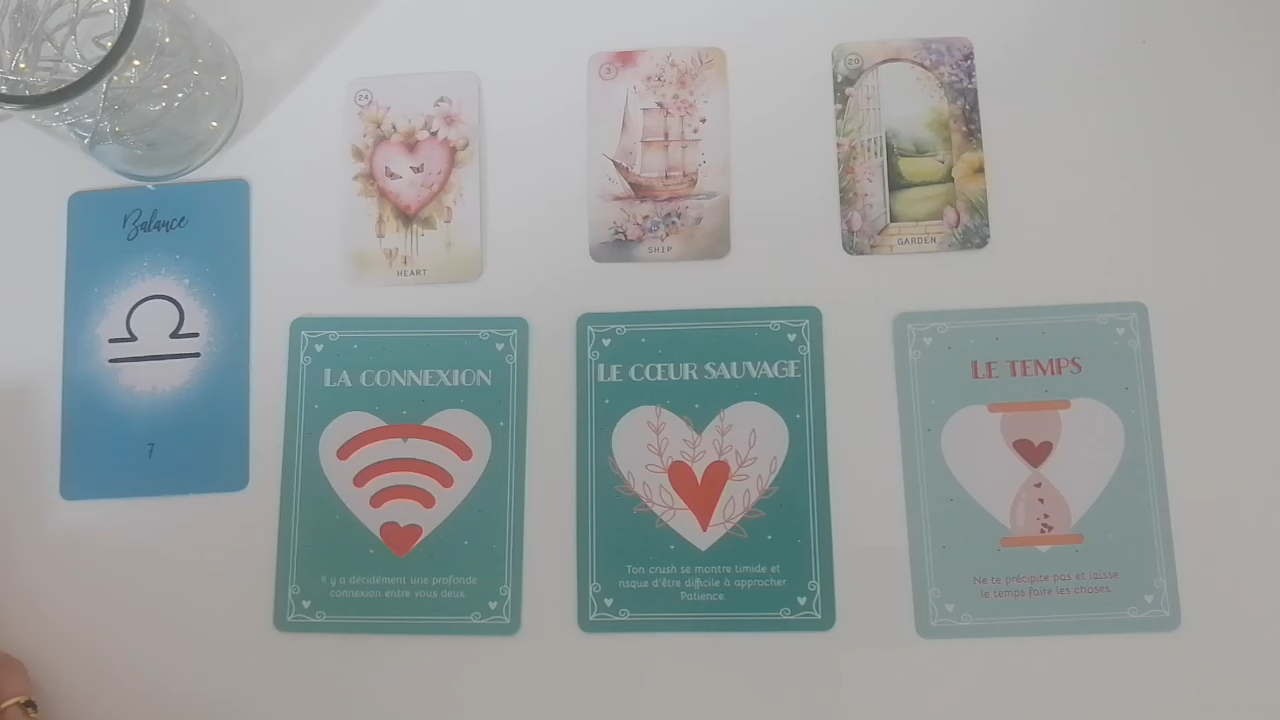 Balance
7
24
HEART
3
SHIP
20
GARDEN
LA CONNEXION
Il y a décidément une profonde
connexion entre vous deux.
LE CŒUR SAUVAGE
Ton crush se montre timide et
risque d'être difficile à approcher.
Patience.
LE TEMPS
Ne te précipite pas et laisse
le temps faire les choses.